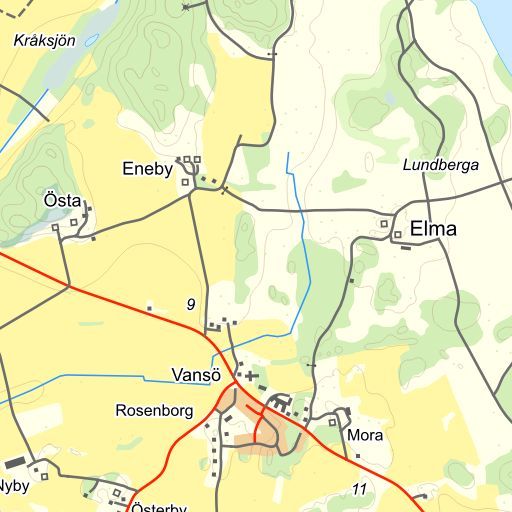 Kråksjön
Eneby
Lundberga
Östa
Elma
9
Vansö
Rosenborg
Mora
Nyby
11
Österby